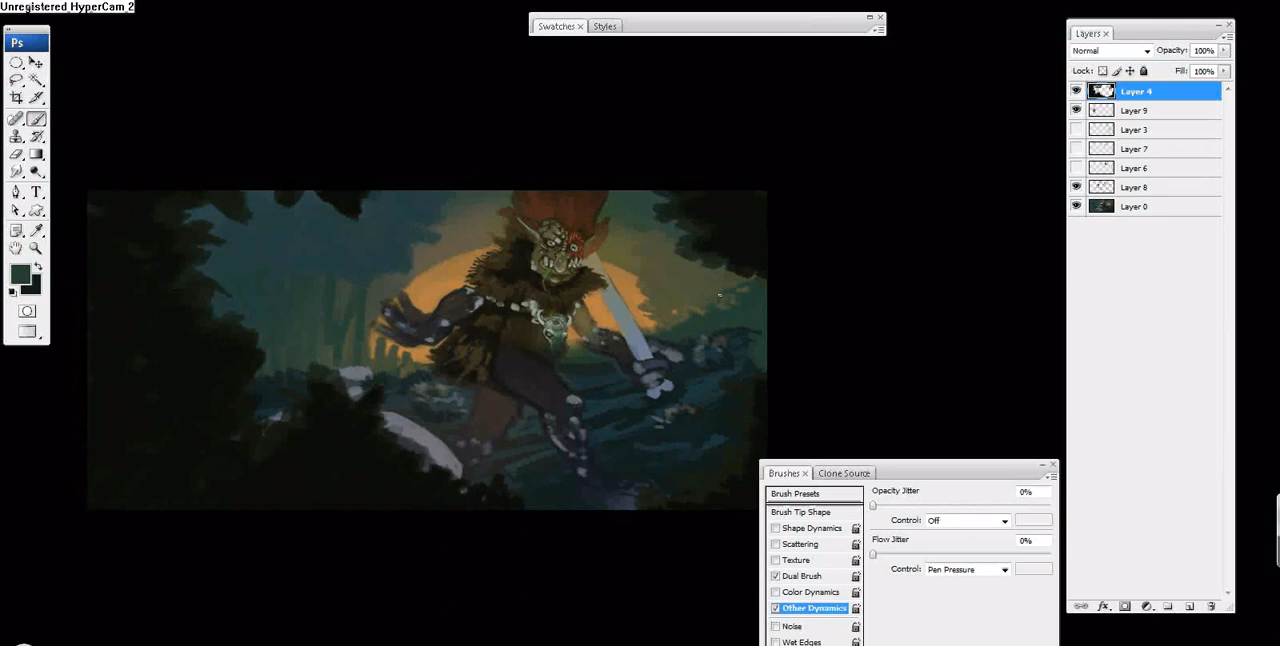 Unregistered HyperCam 2
Ps
T
Swatches Styles
Layers
Normal Opacity: 100%
Lock: Fill: 100%
Layer 4
Layer 9
Layer 3
Layer 7
Layer 6
Layer 8
Layer 0
fx
Brushes Clone Source
Brush Presets
Brush Tip Shape
Shape Dynamics
Scattering
Texture
Dual Brush
Color Dynamics
Other Dynamics
Noise
Wet Edges
Opacity Jitter 0%
Control: Off
Flow Jitter 0%
Control: Pen Pressure